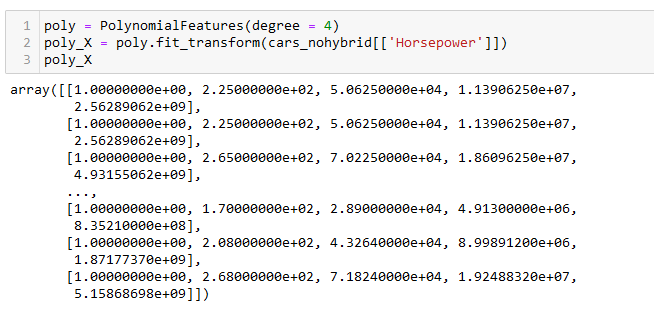 1 poly = PolynomialFeatures(degree = 4)
2 poly_X = poly.fit_transform(cars_nohybrid[['Horsepower']])
3 poly_X
array([[1.00000000e+00, 2.25000000e+02, 5.06250000e+04, 1.13906250e+07,
        2.56289062e+09],
       [1.00000000e+00, 2.25000000e+02, 5.06250000e+04, 1.13906250e+07,
        2.56289062e+09],
       [1.00000000e+00, 2.65000000e+02, 7.02250000e+04, 1.86096250e+07,
        4.93155062e+09],
       ...,
       [1.00000000e+00, 1.70000000e+02, 2.89000000e+04, 4.91300000e+06,
        8.35210000e+08],
       [1.00000000e+00, 2.08000000e+02, 4.32640000e+04, 8.99891200e+06,
        1.87177370e+09],
       [1.00000000e+00, 2.68000000e+02, 7.18240000e+04, 1.92488320e+07,
        5.15868698e+09]])